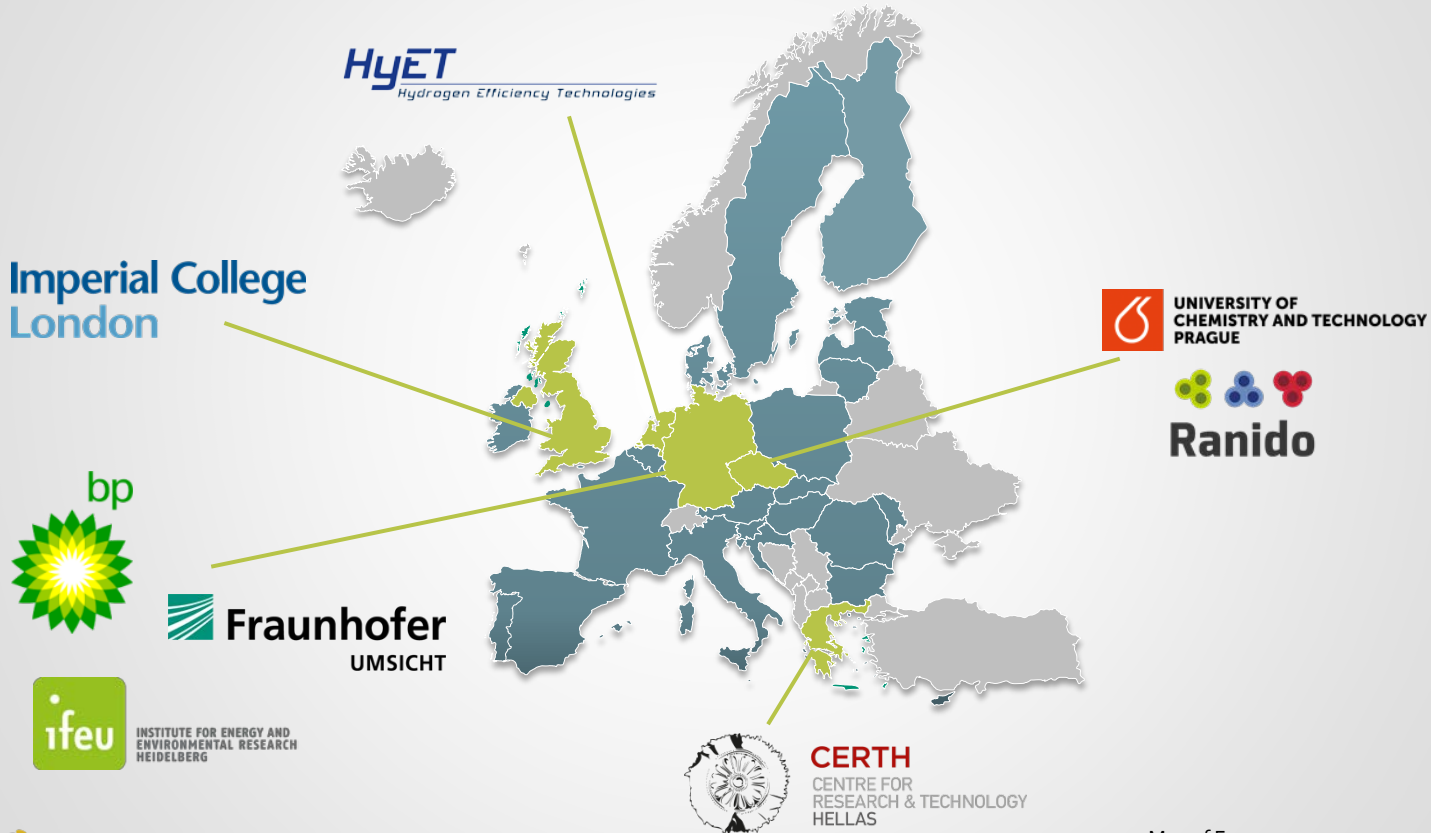 HyET
Hydrogen Efficiency Technologies
Imperial College
London
UNIVERSITY OF
CHEMISTRY AND TECHNOLOGY
PRAGUE
Ranido
bp
Fraunhofer
UMSICHT
ifeu
INSTITUTE FOR ENERGY AND
ENVIRONMENTAL RESEARCH
HEIDELBERG
CERTH
CENTRE FOR
RESEARCH & TECHNOLOGY
HELLAS